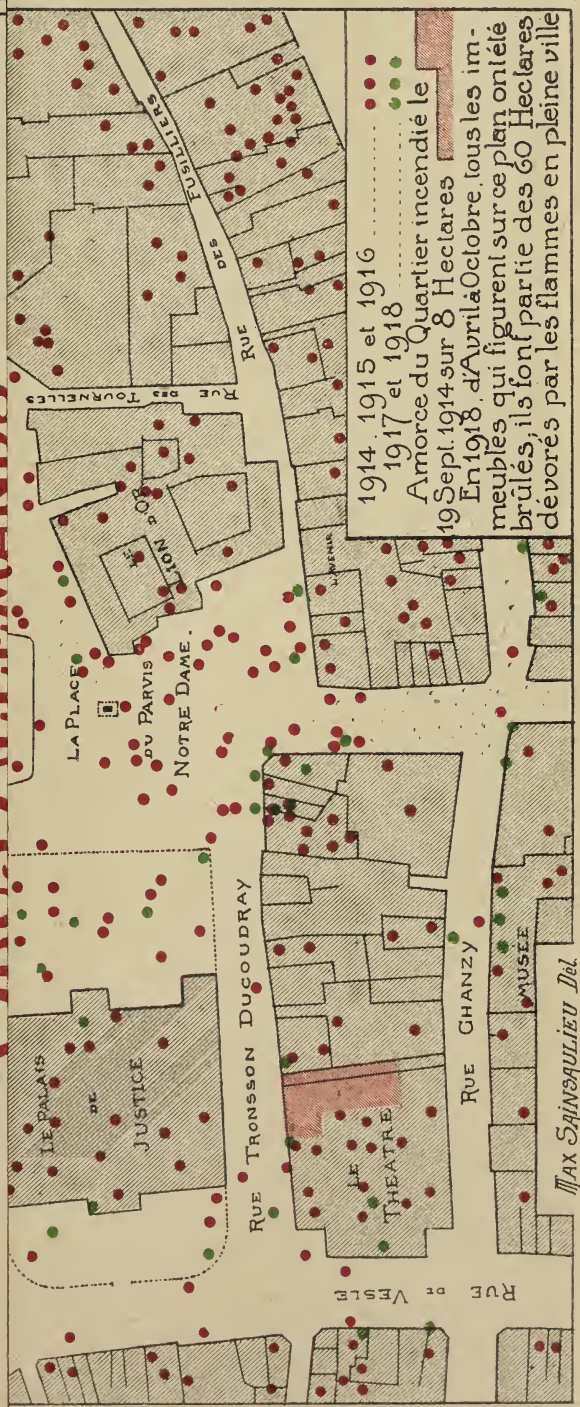 LA PLACE
DU PARVIS
NOTRE DAME.
LE
LION D'OR
RUE DES TOURNELLES
RUE DES FUSILLIERS
L'AVENIR
LE PALAIS
DE
JUSTICE
RUE TRONSSON DUCOUDRAY
LE
THEATRE
RUE CHANZY
MUSÉE
RUE DE VESLE
MAX SAINSAULIEU Dél.
1914. 1915 et 1916
1917 et 1918
Amorce du Quartier incendié le
19 Sept. 1914 sur 8 Hectares
En 1918, d'Avril à Octobre, tous les im-
meubles qui figurent sur ce plan ont été
brûlés, ils font partie des 60 Hectares
dévorés par les flammes en pleine ville